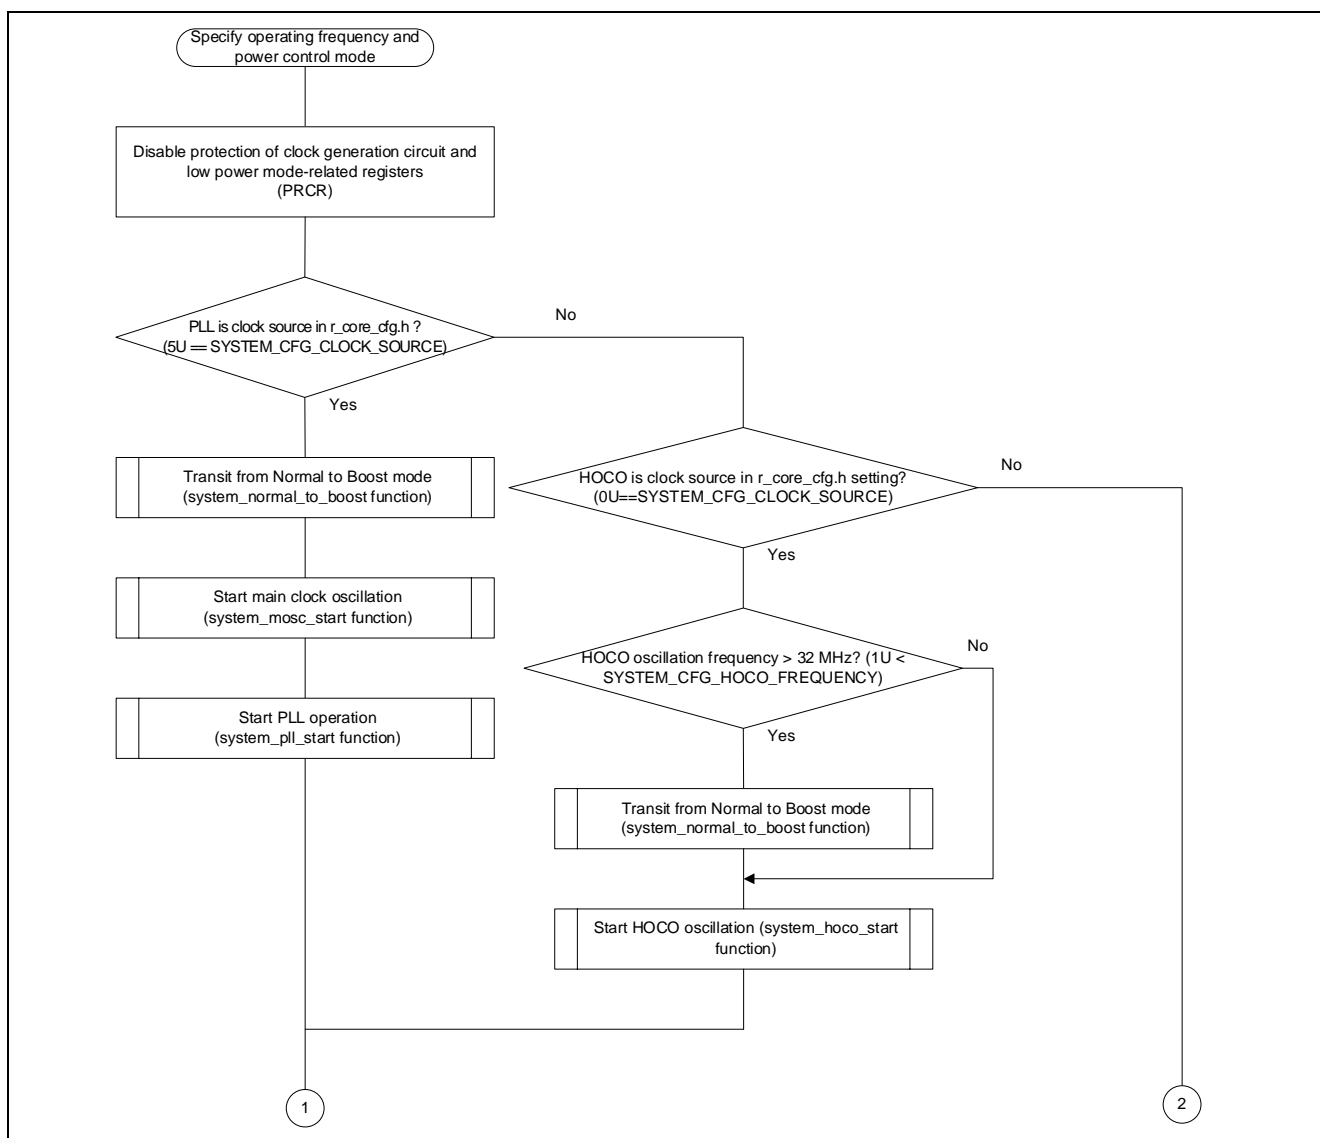 Specify operating frequency and
power control mode
Disable protection of clock generation circuit and
low power mode-related registers
(PRCR)
PLL is clock source in r_core_cfg.h ?
(5U == SYSTEM_CFG_CLOCK_SOURCE)
No
Yes
Transit from Normal to Boost mode
(system_normal_to_boost function)
HOCO is clock source in r_core_cfg.h setting?
(0U==SYSTEM_CFG_CLOCK_SOURCE)
No
Yes
Start main clock oscillation
(system_mosc_start function)
HOCO oscillation frequency > 32 MHz? (1U <
SYSTEM_CFG_HOCO_FREQUENCY)
No
Yes
Start PLL operation
(system_pll_start function)
Transit from Normal to Boost mode
(system_normal_to_boost function)
Start HOCO oscillation (system_hoco_start
function)
1
2